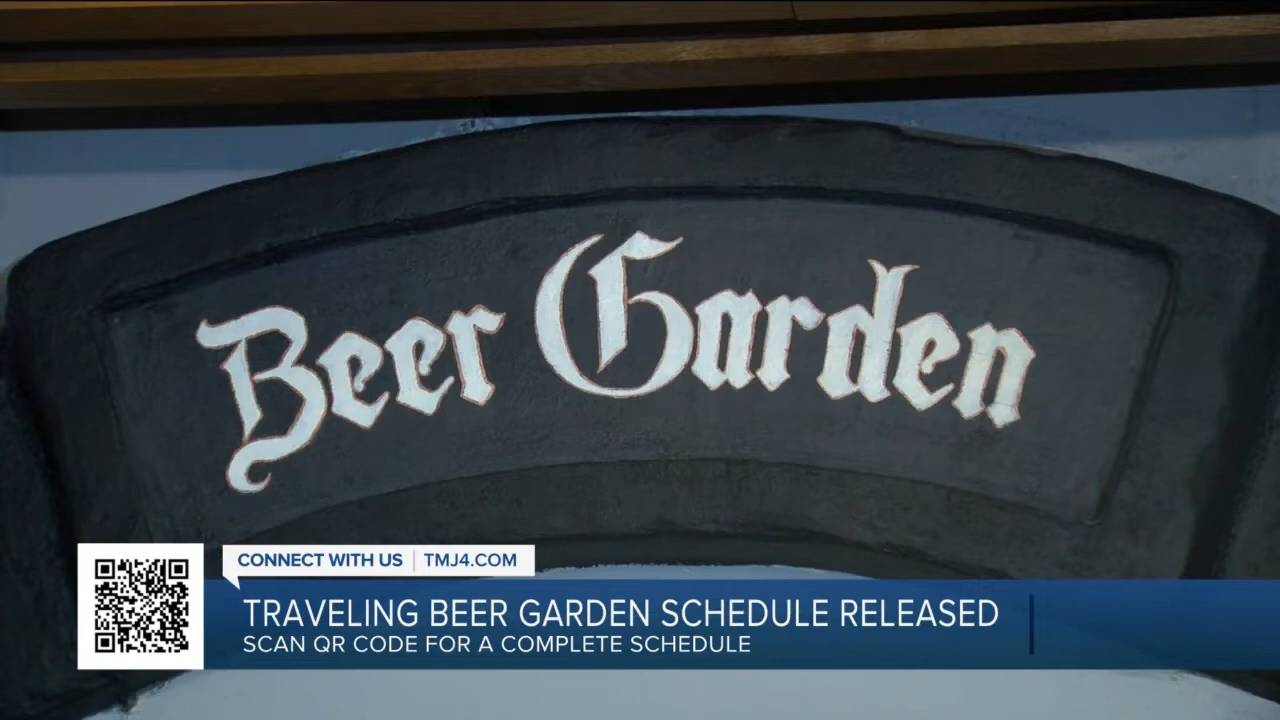 Beer Garden
CONNECT WITH US | TMJ4.COM
TRAVELING BEER GARDEN SCHEDULE RELEASED
SCAN QR CODE FOR A COMPLETE SCHEDULE